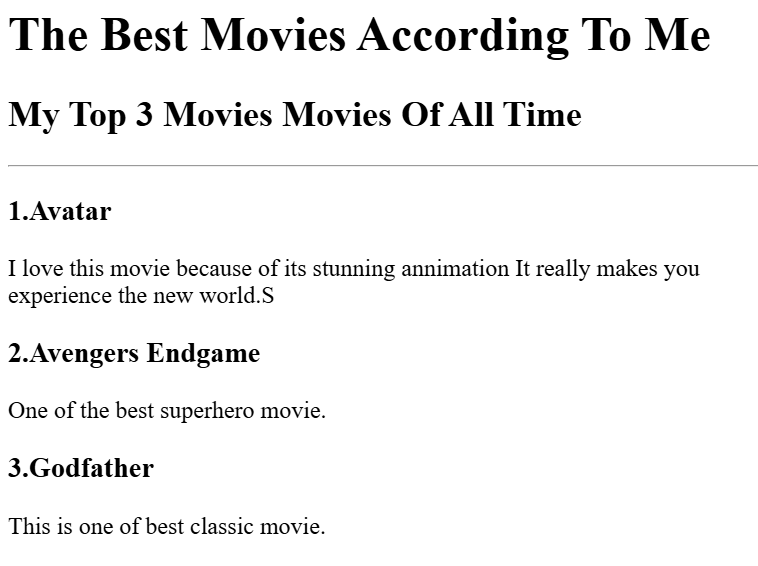 The Best Movies According To Me
My Top 3 Movies Movies Of All Time
1.Avatar
I love this movie because of its stunning annimation It really makes you
experience the new world.S
2.Avengers Endgame
One of the best superhero movie.
3.Godfather
This is one of best classic movie.